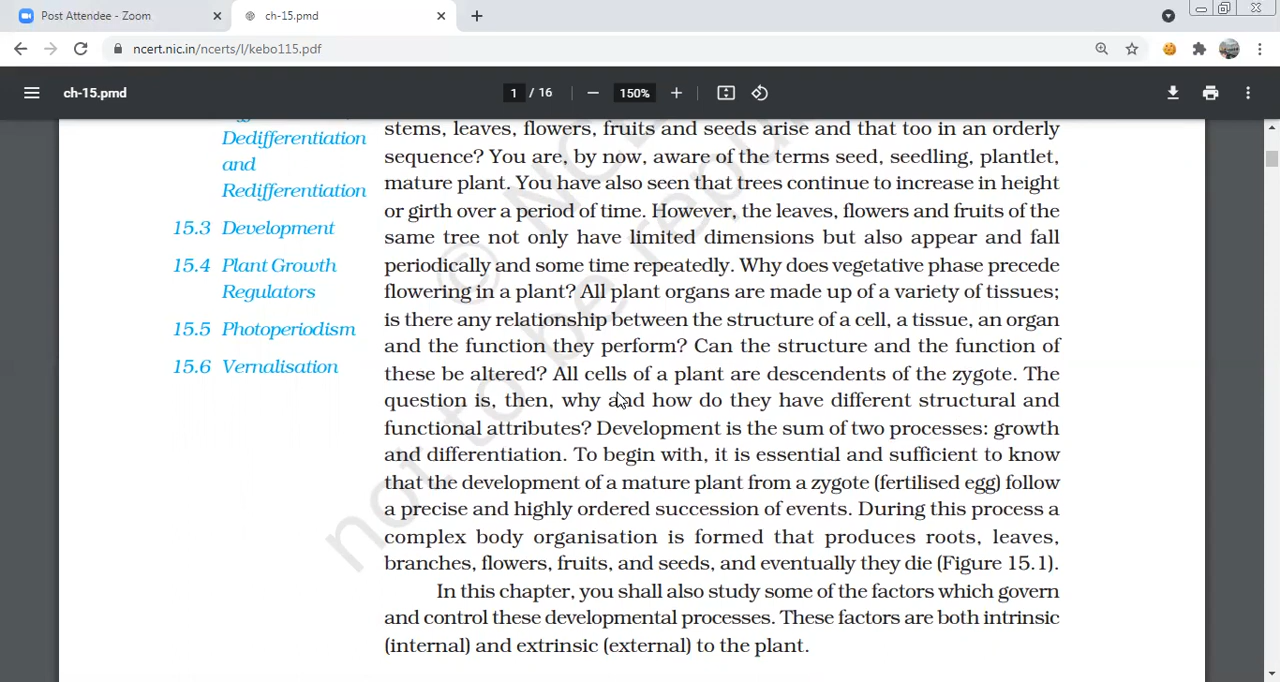 Post Attendee - Zoom
ch-15.pmd
ncert.nic.in/ncerts/l/kebo115.pdf
ch-15.pmd
1 / 16
150%
Dedifferentiation
and
Redifferentiation
15.3 Development
15.4 Plant Growth
Regulators
15.5 Photoperiodism
15.6 Vernalisation
stems, leaves, flowers, fruits and seeds arise and that too in an orderly
sequence? You are, by now, aware of the terms seed, seedling, plantlet,
mature plant. You have also seen that trees continue to increase in height
or girth over a period of time. However, the leaves, flowers and fruits of the
same tree not only have limited dimensions but also appear and fall
periodically and some time repeatedly. Why does vegetative phase precede
flowering in a plant? All plant organs are made up of a variety of tissues;
is there any relationship between the structure of a cell, a tissue, an organ
and the function they perform? Can the structure and the function of
these be altered? All cells of a plant are descendents of the zygote. The
question is, then, why and how do they have different structural and
functional attributes? Development is the sum of two processes: growth
and differentiation. To begin with, it is essential and sufficient to know
that the development of a mature plant from a zygote (fertilised egg) follow
a precise and highly ordered succession of events. During this process a
complex body organisation is formed that produces roots, leaves,
branches, flowers, fruits, and seeds, and eventually they die (Figure 15.1).
In this chapter, you shall also study some of the factors which govern
and control these developmental processes. These factors are both intrinsic
(internal) and extrinsic (external) to the plant.
© NCE
not to be repu